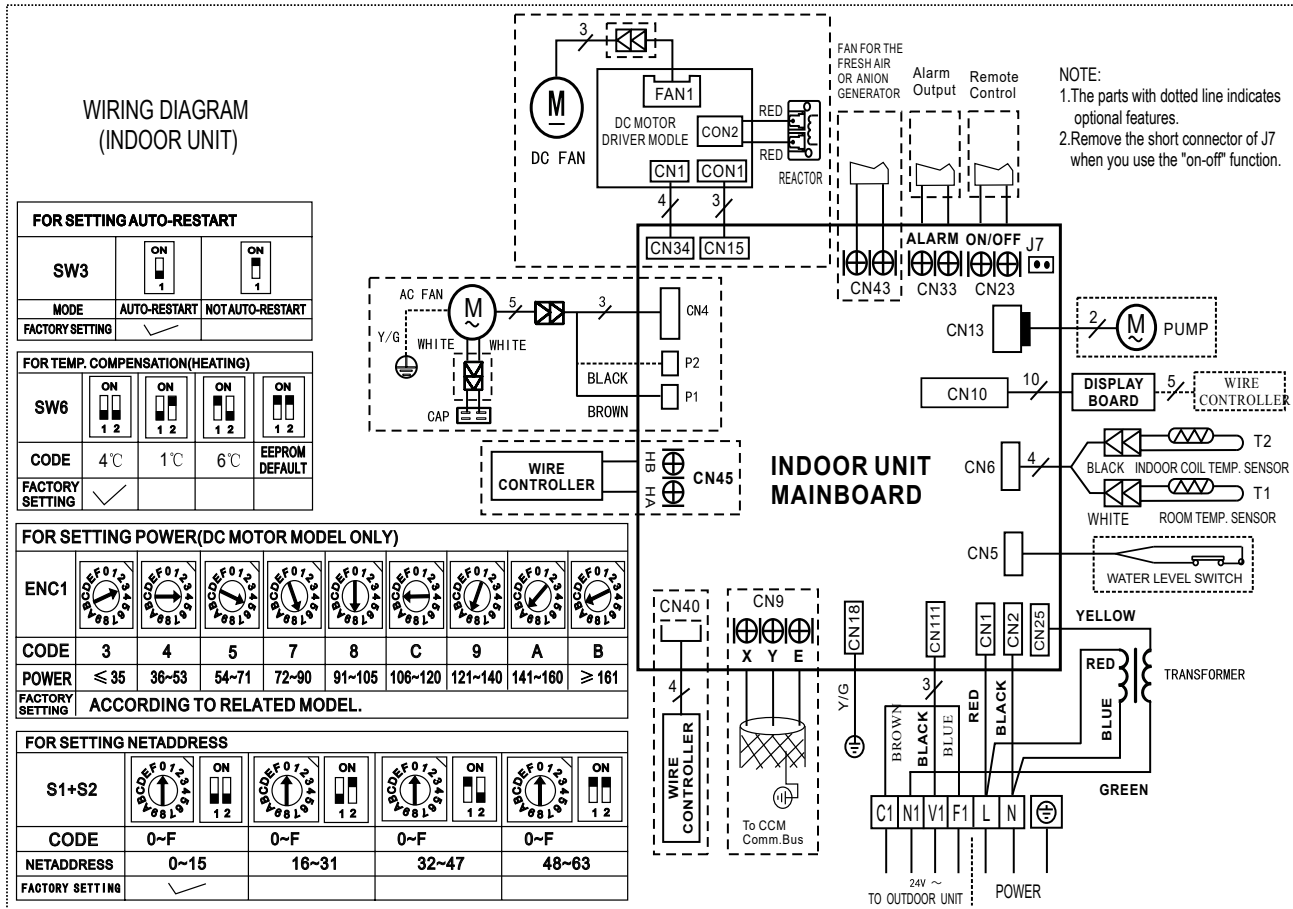 WIRING DIAGRAM
(INDOOR UNIT)
NOTE:
1.The parts with dotted line indicates
optional features.
2.Remove the short connector of J7
when you use the "on-off" function.
3
M
DC FAN
FAN1
DC MOTOR
DRIVER MODLE
CON2
RED
RED
REACTOR
CN1
CON1
4
3
CN34
CN15
FAN FOR THE
FRESH AIR
OR ANION
GENERATOR
Alarm
Output
Remote
Control
ALARM
ON/OFF
J7
CN43
CN33
CN23
FOR SETTING AUTO-RESTART
SW3
ON
1
ON
1
MODE
AUTO-RESTART
NOT AUTO-RESTART
FACTORY SETTING
FOR TEMP. COMPENSATION(HEATING)
SW6
ON
1 2
ON
1 2
ON
1 2
ON
1 2
CODE
4℃
1℃
6℃
EEPROM
DEFAULT
FACTORY
SETTING
AC FAN
M
~
5
3
CN4
Y/G
WHITE
WHITE
P2
BLACK
P1
BROWN
CAP
WIRE
CONTROLLER
HB
HA
CN45
INDOOR UNIT
MAINBOARD
CN13
2
M
~
PUMP
CN10
10
DISPLAY
BOARD
5
WIRE
CONTROLLER
CN6
4
T2
BLACK
INDOOR COIL TEMP. SENSOR
T1
WHITE
ROOM TEMP. SENSOR
CN5
WATER LEVEL SWITCH
FOR SETTING POWER(DC MOTOR MODEL ONLY)
ENC1
0123456789ABCDEF
0123456789ABCDEF
0123456789ABCDEF
0123456789ABCDEF
0123456789ABCDEF
0123456789ABCDEF
0123456789ABCDEF
0123456789ABCDEF
0123456789ABCDEF
CODE 3 4 5 7 8 C 9 A B
POWER ≤35 36~53 54~71 72~90 91~105 106~120 121~140 141~160 ≥161
FACTORY
SETTING
ACCORDING TO RELATED MODEL.
FOR SETTING NETADDRESS
S1+S2
0123456789ABCDEF
ON
1 2
0123456789ABCDEF
ON
1 2
0123456789ABCDEF
ON
1 2
0123456789ABCDEF
ON
1 2
CODE 0~F 0~F 0~F 0~F
NETADDRESS 0~15 16~31 32~47 48~63
FACTORY SETTING
CN40
4
WIRE
CONTROLLER
CN9
X Y E
To CCM
Comm.Bus
CN18
Y/G
CN111
3
BROWN
BLACK
BLUE
CN1
CN2
CN25
RED
BLACK
YELLOW
RED
BLUE
TRANSFORMER
GREEN
C1 N1 V1 F1 L N
24V ~
TO OUTDOOR UNIT
POWER